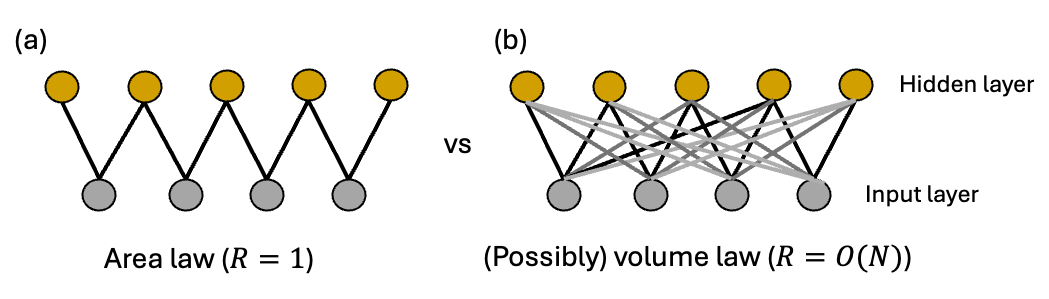 (a)
(b)
Hidden layer
vs
Input layer
Area law (𝑅 = 1)
(Possibly) volume law (𝑅 = 𝑂(𝑁))